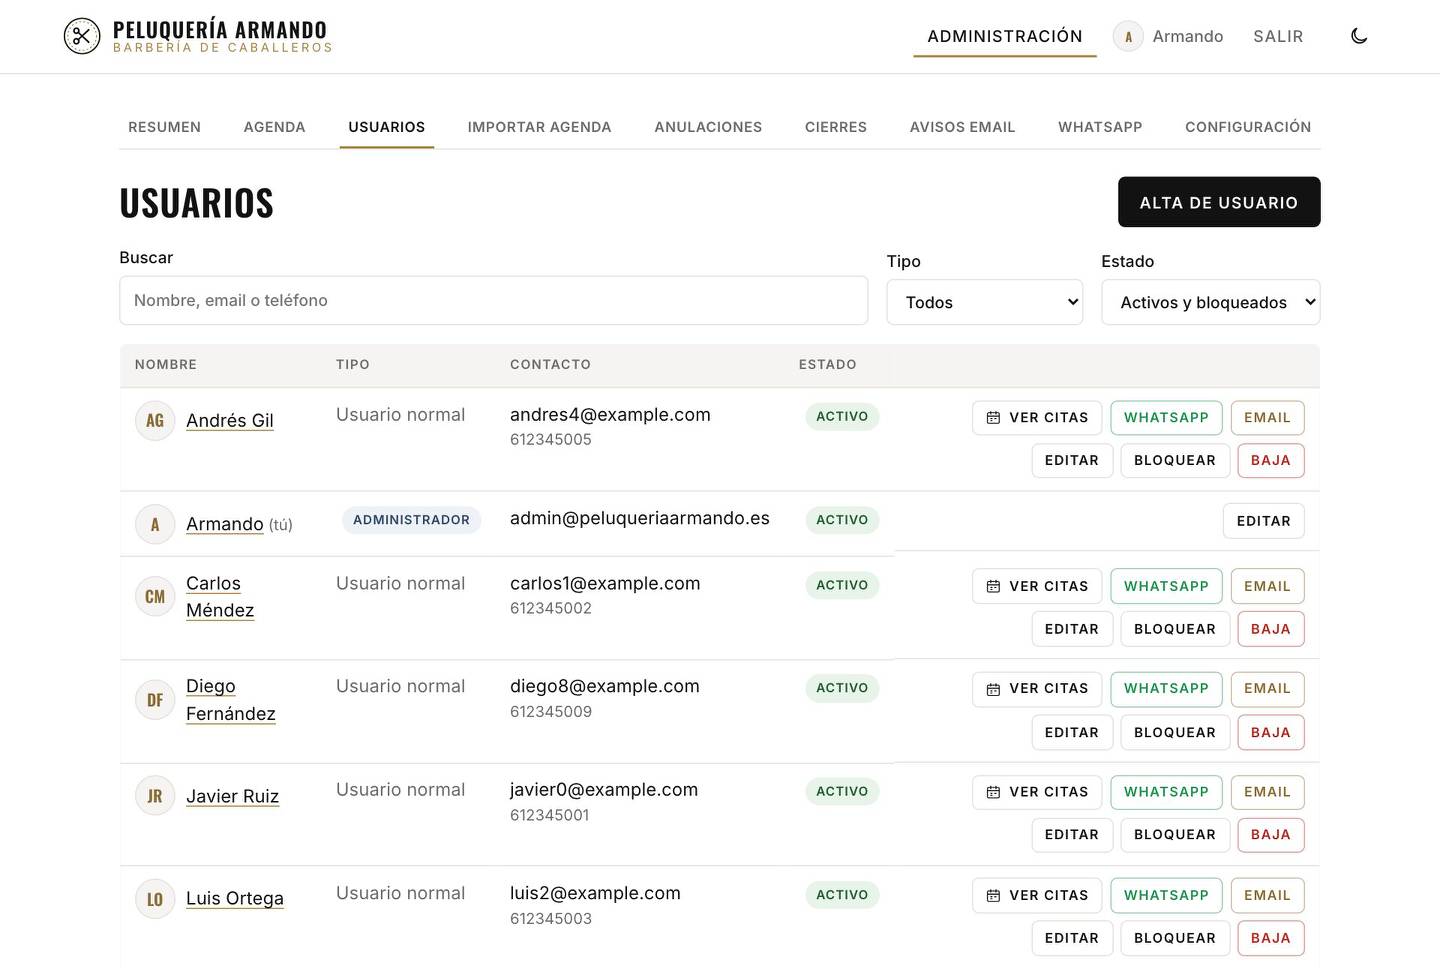 PELUQUERÍA ARMANDO
BARBERÍA DE CABALLEROS
ADMINISTRACIÓN A Armando SALIR
RESUMEN AGENDA USUARIOS IMPORTAR AGENDA ANULACIONES CIERRES AVISOS EMAIL WHATSAPP CONFIGURACIÓN
USUARIOS
ALTA DE USUARIO
Buscar
Nombre, email o teléfono
Tipo
Todos
Estado
Activos y bloqueados
NOMBRE TIPO CONTACTO ESTADO
AG Andrés Gil Usuario normal andres4@example.com ACTIVO VER CITAS WHATSAPP EMAIL
612345005
EDITAR BLOQUEAR BAJA
A Armando (tú) ADMINISTRADOR admin@peluqueriaarmando.es ACTIVO EDITAR
CM Carlos Usuario normal carlos1@example.com ACTIVO VER CITAS WHATSAPP EMAIL
Méndez 612345002
EDITAR BLOQUEAR BAJA
DF Diego Usuario normal diego8@example.com ACTIVO VER CITAS WHATSAPP EMAIL
Fernández 612345009
EDITAR BLOQUEAR BAJA
JR Javier Ruiz Usuario normal javier0@example.com ACTIVO VER CITAS WHATSAPP EMAIL
612345001
EDITAR BLOQUEAR BAJA
LO Luis Ortega Usuario normal luis2@example.com ACTIVO VER CITAS WHATSAPP EMAIL
612345003
EDITAR BLOQUEAR BAJA